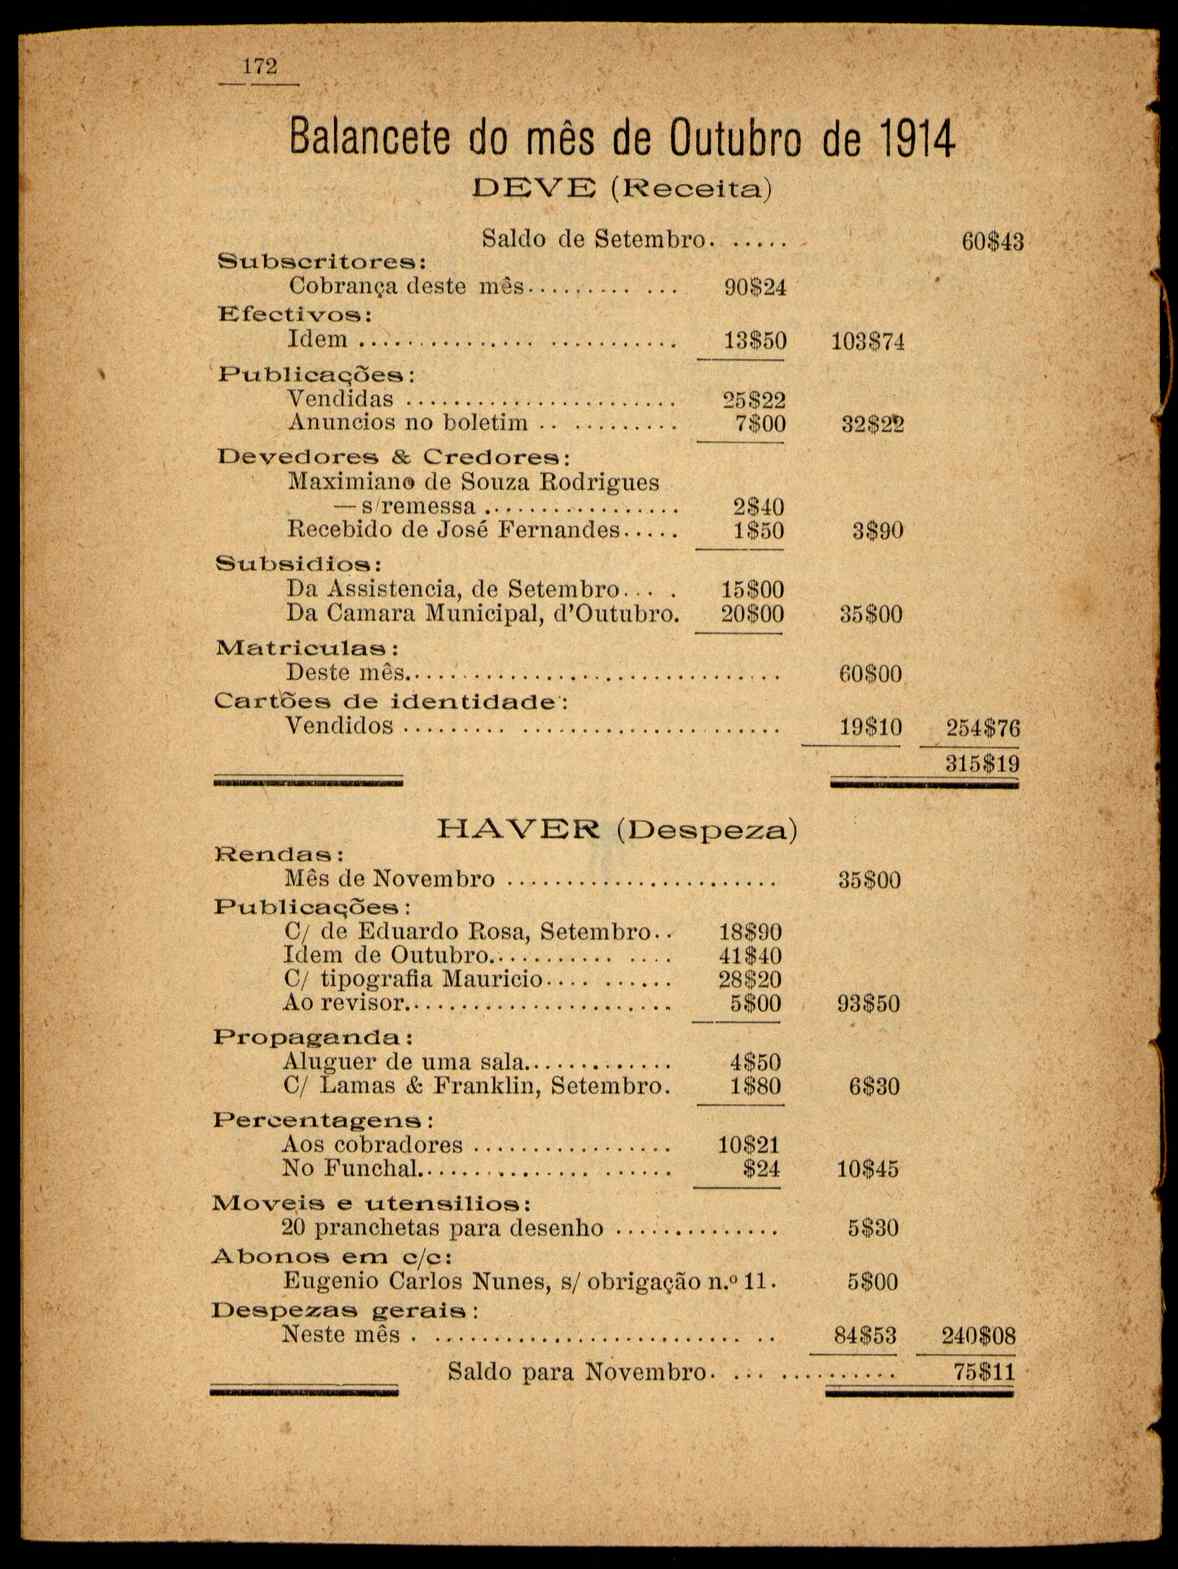 172
Balancete do mês de Outubro de 1914
DEVE (Receita)
Saldo de Setembro. ..... 60$43
Subscritores:
Cobrança deste mês.......... ... 90$24
Efectivos:
Idem ............... ........... 13$50 103$74
Publicações:
Vendidas ....................... 25$22
Anuncios no boletim .. ......... 7$00 32$22
Devedores & Credores:
Maximiano de Souza Rodrigues
— s/remessa ................. 2$40
Recebido de José Fernandes..... 1$50 3$90
Subsidios:
Da Assistencia, de Setembro... . 15$00
Da Camara Municipal, d'Outubro. 20$00 35$00
Matriculas:
Deste mês................................ 60$00
Cartões de identidade:
Vendidos ......... ...................... 19$10 254$76
315$19
HAVER (Despeza)
Rendas:
Mês de Novembro ....................... 35$00
Publicações:
C/ de Eduardo Rosa, Setembro.. 18$90
Idem de Outubro........... .... 41$40
C/ tipografia Mauricio.... ...... 28$20
Ao revisor....................... 5$00 93$50
Propaganda:
Aluguer de uma sala............. 4$50
C/ Lamas & Franklin, Setembro. 1$80 6$30
Percentagens:
Aos cobradores ................. 10$21
No Funchal............... ...... $24 10$45
Moveis e utensilios:
20 pranchetas para desenho .............. 5$30
Abonos em c/c:
Eugenio Carlos Nunes, s/ obrigação n.º 11. 5$00
Despezas gerais:
Neste mês . .......................... .. 84$53 240$08
Saldo para Novembro. ... .......... 75$11